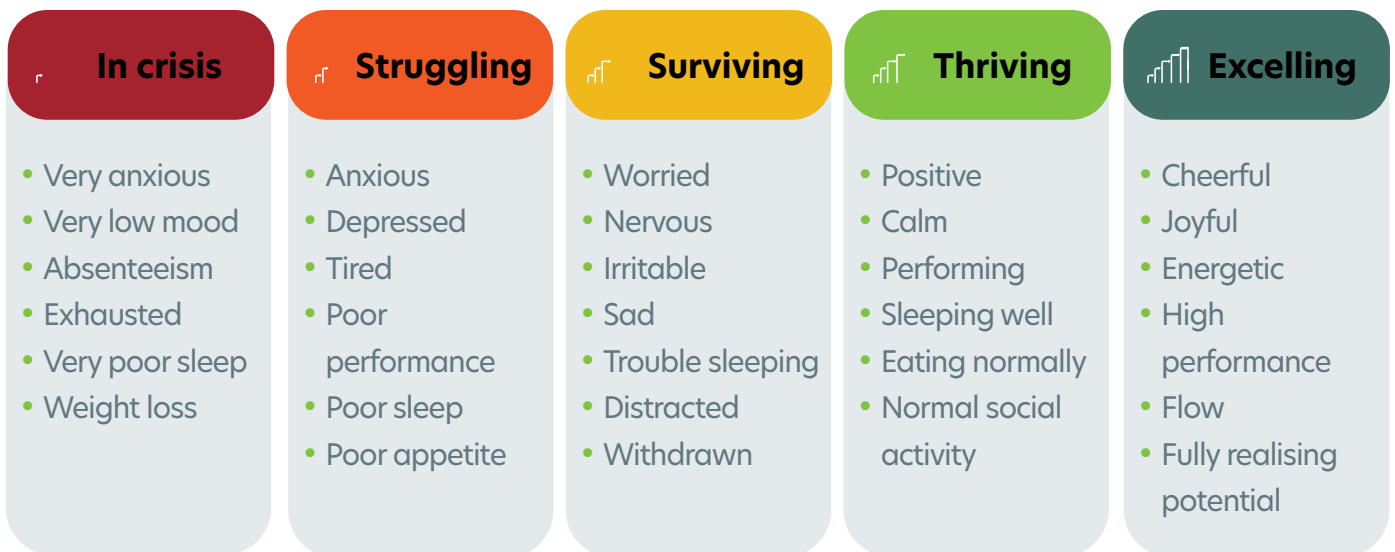 In crisis
• Very anxious
• Very low mood
• Absenteeism
• Exhausted
• Very poor sleep
• Weight loss
Struggling
• Anxious
• Depressed
• Tired
• Poor
performance
• Poor sleep
• Poor appetite
Surviving
• Worried
• Nervous
• Irritable
• Sad
• Trouble sleeping
• Distracted
• Withdrawn
Thriving
• Positive
• Calm
• Performing
• Sleeping well
• Eating normally
• Normal social
activity
Excelling
• Cheerful
• Joyful
• Energetic
• High
performance
• Flow
• Fully realising
potential